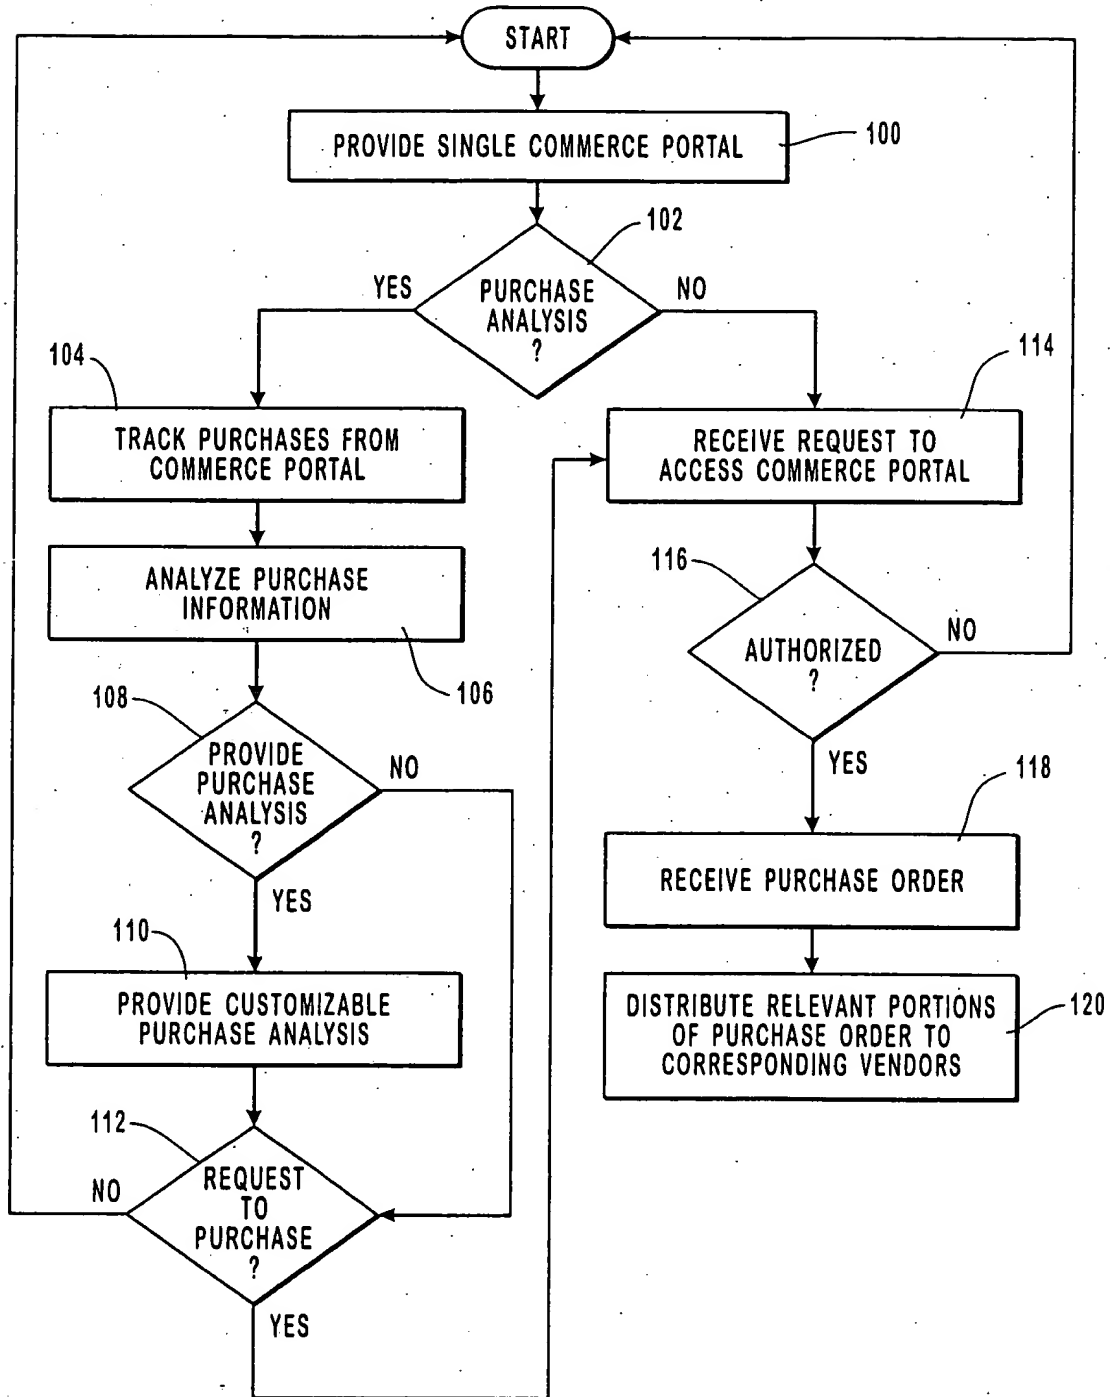 START
PROVIDE SINGLE COMMERCE PORTAL
100
102
YES
PURCHASE
ANALYSIS
?
NO
104
TRACK PURCHASES FROM
COMMERCE PORTAL
114
RECEIVE REQUEST TO
ACCESS COMMERCE PORTAL
ANALYZE PURCHASE
INFORMATION
106
116
AUTHORIZED
?
NO
YES
108
PROVIDE
PURCHASE
ANALYSIS
?
NO
YES
118
RECEIVE PURCHASE ORDER
110
PROVIDE CUSTOMIZABLE
PURCHASE ANALYSIS
DISTRIBUTE RELEVANT PORTIONS
OF PURCHASE ORDER TO
CORRESPONDING VENDORS
120
112
NO
REQUEST
TO
PURCHASE
?
YES